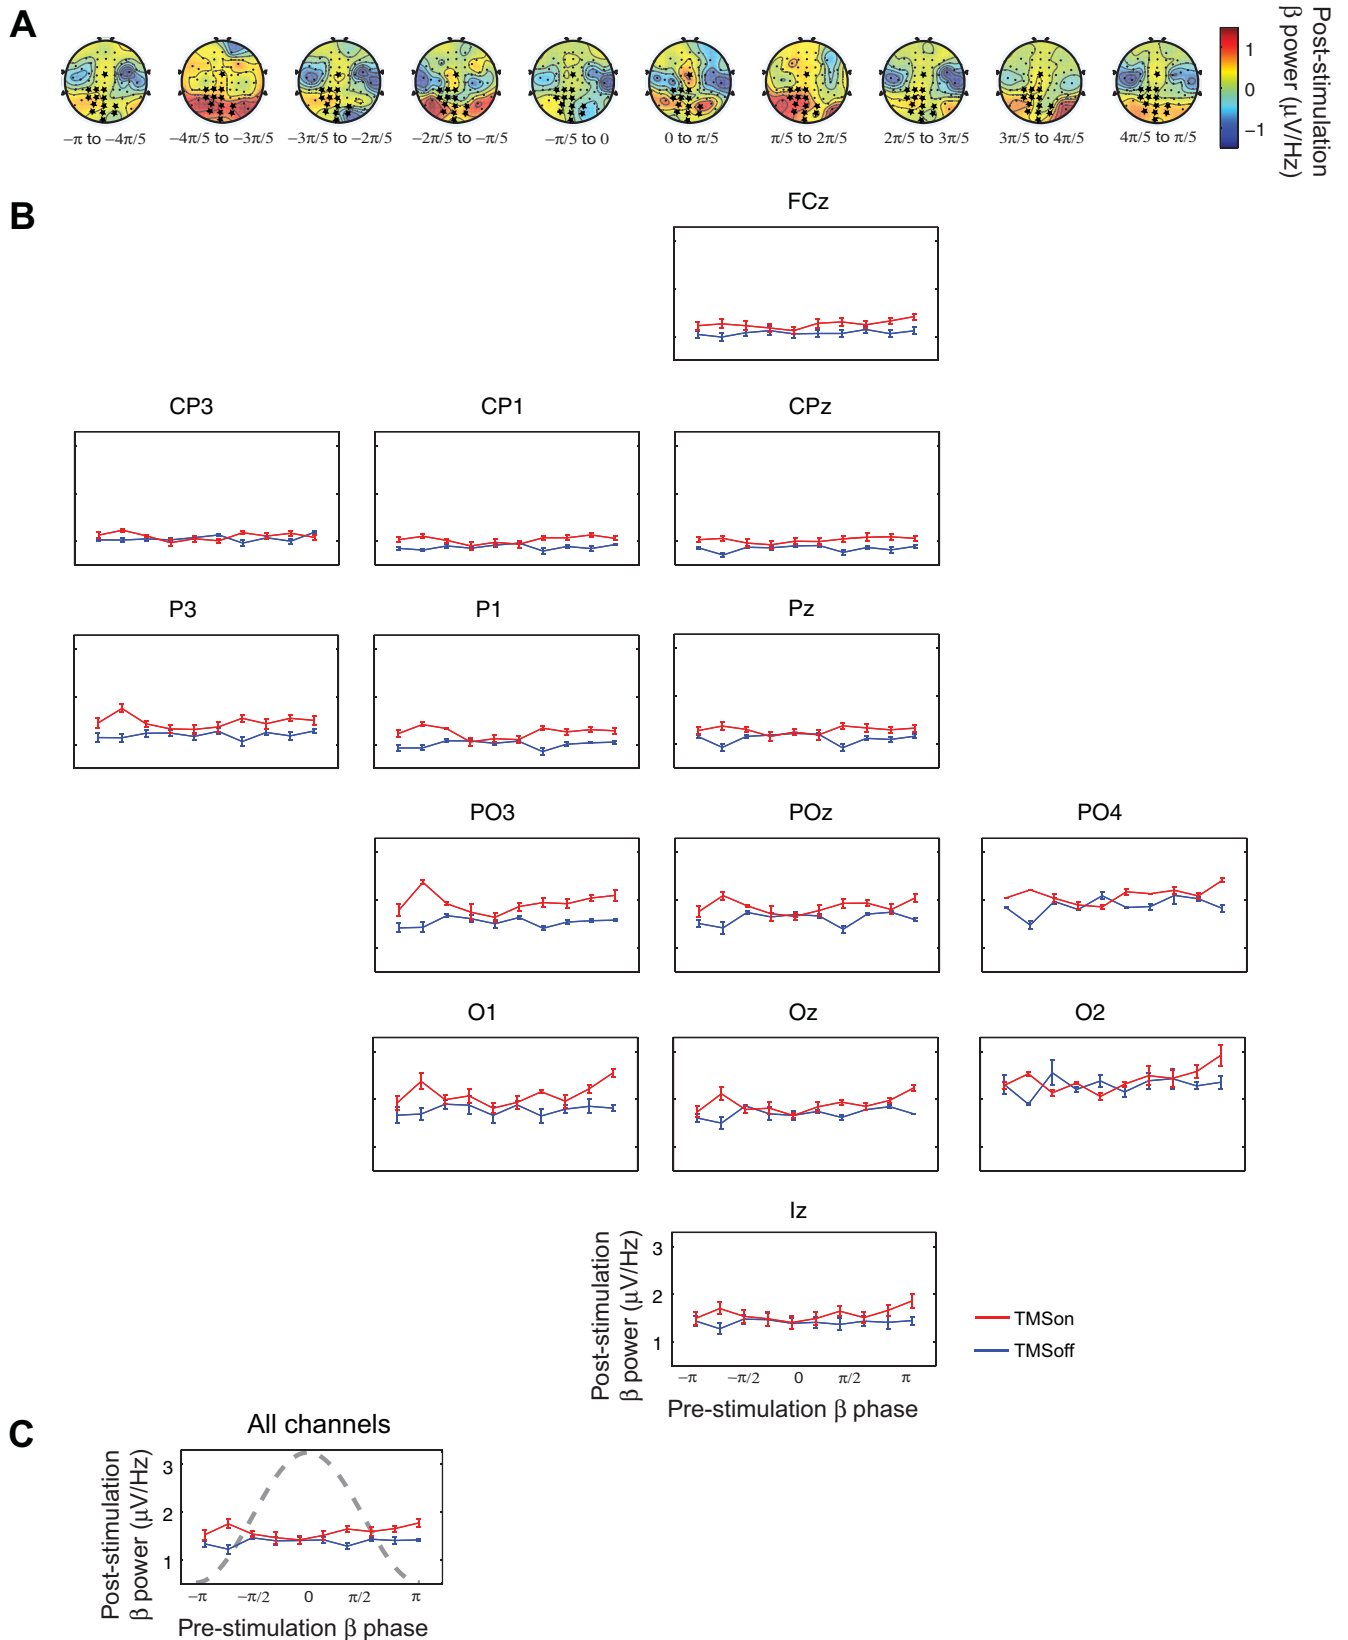 A
−π to −4π/5
−4π/5 to −3π/5
−3π/5 to −2π/5
−2π/5 to −π/5
−π/5 to 0
0 to π/5
π/5 to 2π/5
2π/5 to 3π/5
3π/5 to 4π/5
4π/5 to π/5
1
0
−1
Post-stimulation
β power (μV/Hz)
B
FCz
CP3
CP1
CPz
P3
P1
Pz
PO3
POz
PO4
O1
Oz
O2
Iz
Post-stimulation
β power (μV/Hz)
3
2
1
−π
−π/2
0
π/2
π
Pre-stimulation β phase
TMSon
TMSoff
C
All channels
Post-stimulation
β power (μV/Hz)
3
2
1
−π
−π/2
0
π/2
π
Pre-stimulation β phase